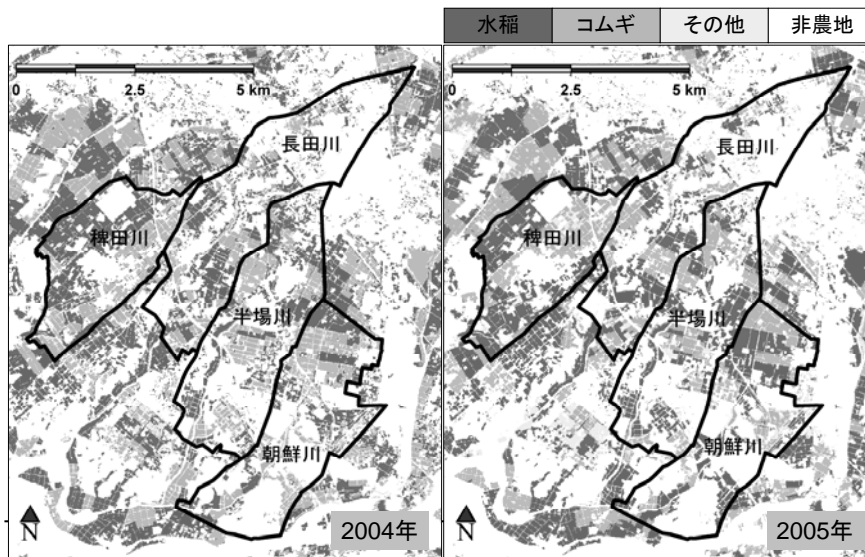 水稲 コムギ その他 非農地
0 2.5 5 km
長田川
稗田川
半場川
朝鮮川
N
2004年
0 2.5 5 km
長田川
稗田川
半場川
朝鮮川
N
2005年